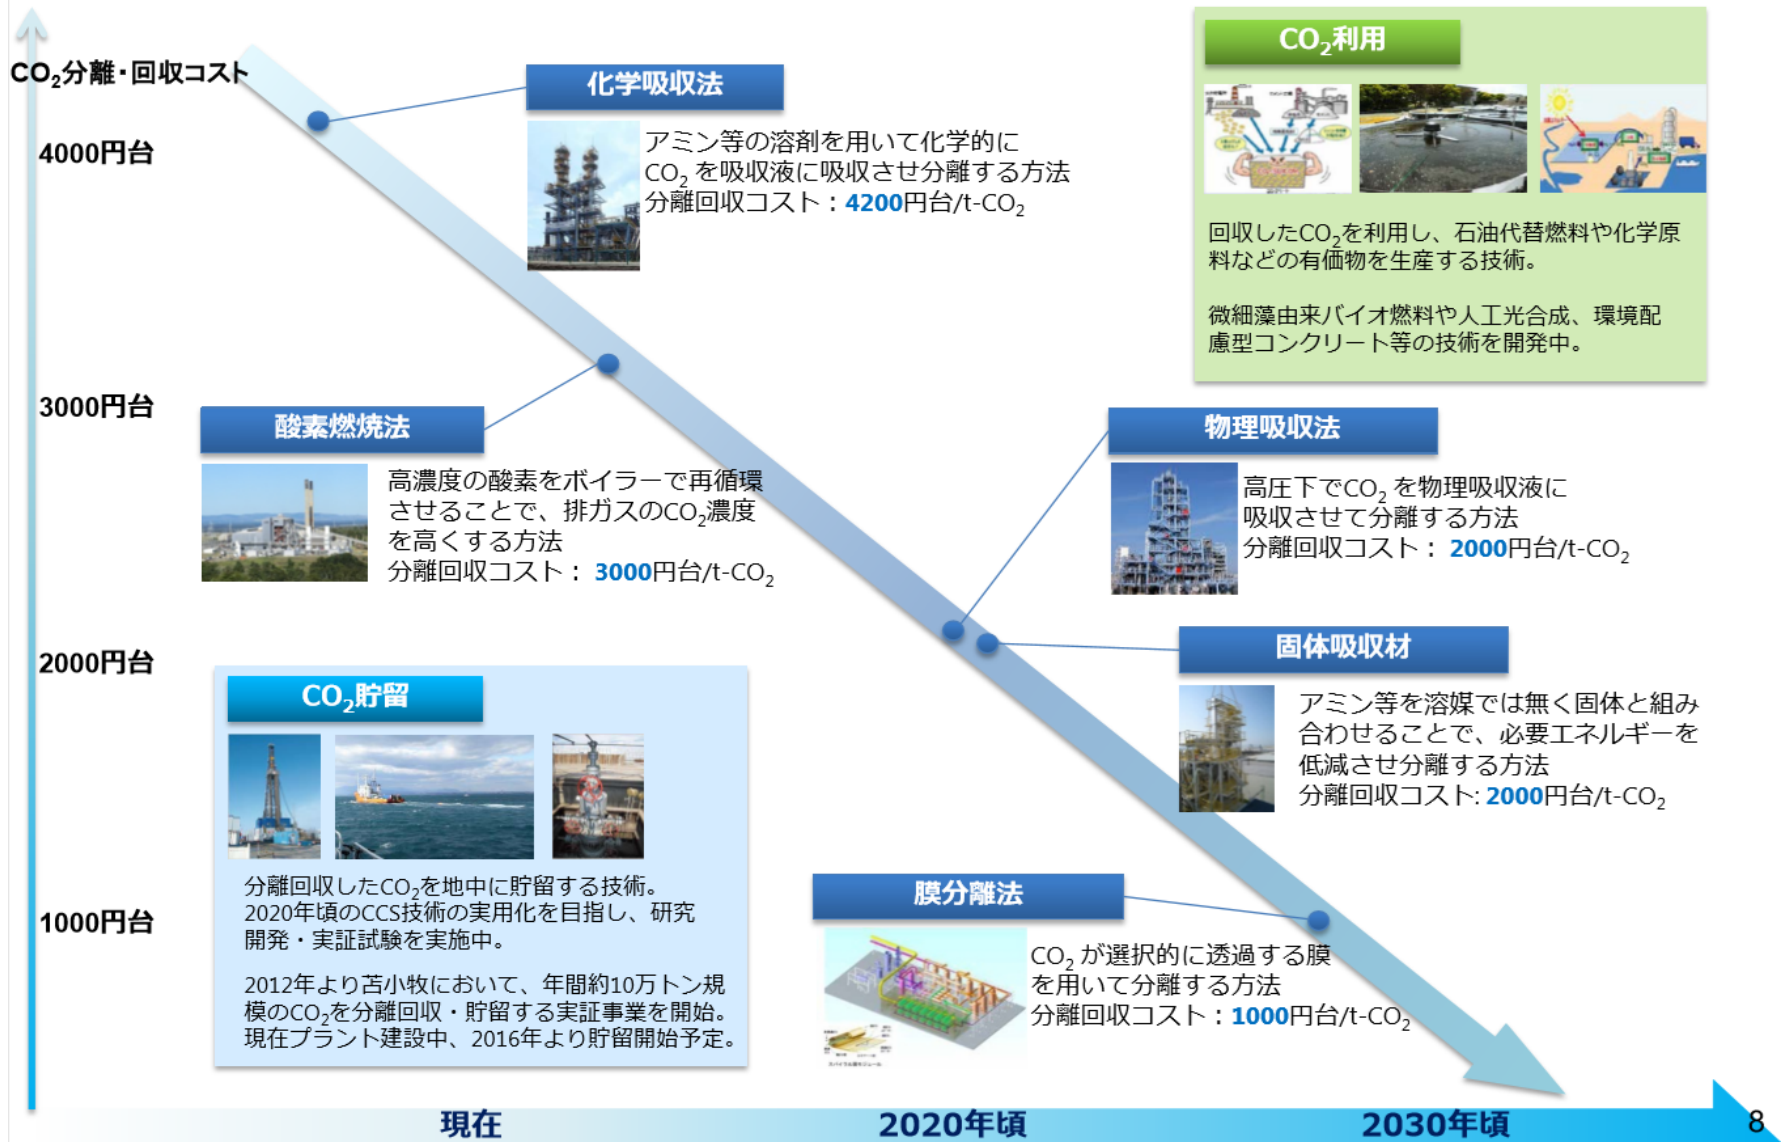 CO₂分離・回収コスト
4000円台
3000円台
2000円台
1000円台
化学吸収法
アミン等の溶剤を用いて化学的に
CO₂ を吸収液に吸収させ分離する方法
分離回収コスト：4200円台/t-CO₂
CO₂利用
回収したCO₂を利用し、石油代替燃料や化学原
料などの有価物を生産する技術。
微細藻由来バイオ燃料や人工光合成、環境配
慮型コンクリート等の技術を開発中。
酸素燃焼法
高濃度の酸素をボイラーで再循環
させることで、排ガスのCO₂濃度
を高くする方法
分離回収コスト： 3000円台/t-CO₂
物理吸収法
高圧下でCO₂ を物理吸収液に
吸収させて分離する方法
分離回収コスト： 2000円台/t-CO₂
固体吸収材
アミン等を溶媒では無く固体と組み
合わせることで、必要エネルギーを
低減させ分離する方法
分離回収コスト: 2000円台/t-CO₂
CO₂貯留
分離回収したCO₂を地中に貯留する技術。
2020年頃のCCS技術の実用化を目指し、研究
開発・実証試験を実施中。
2012年より苫小牧において、年間約10万トン規
模のCO₂を分離回収・貯留する実証事業を開始。
現在プラント建設中、2016年より貯留開始予定。
膜分離法
CO₂ が選択的に透過する膜
を用いて分離する方法
分離回収コスト：1000円台/t-CO₂
現在
2020年頃
2030年頃
8